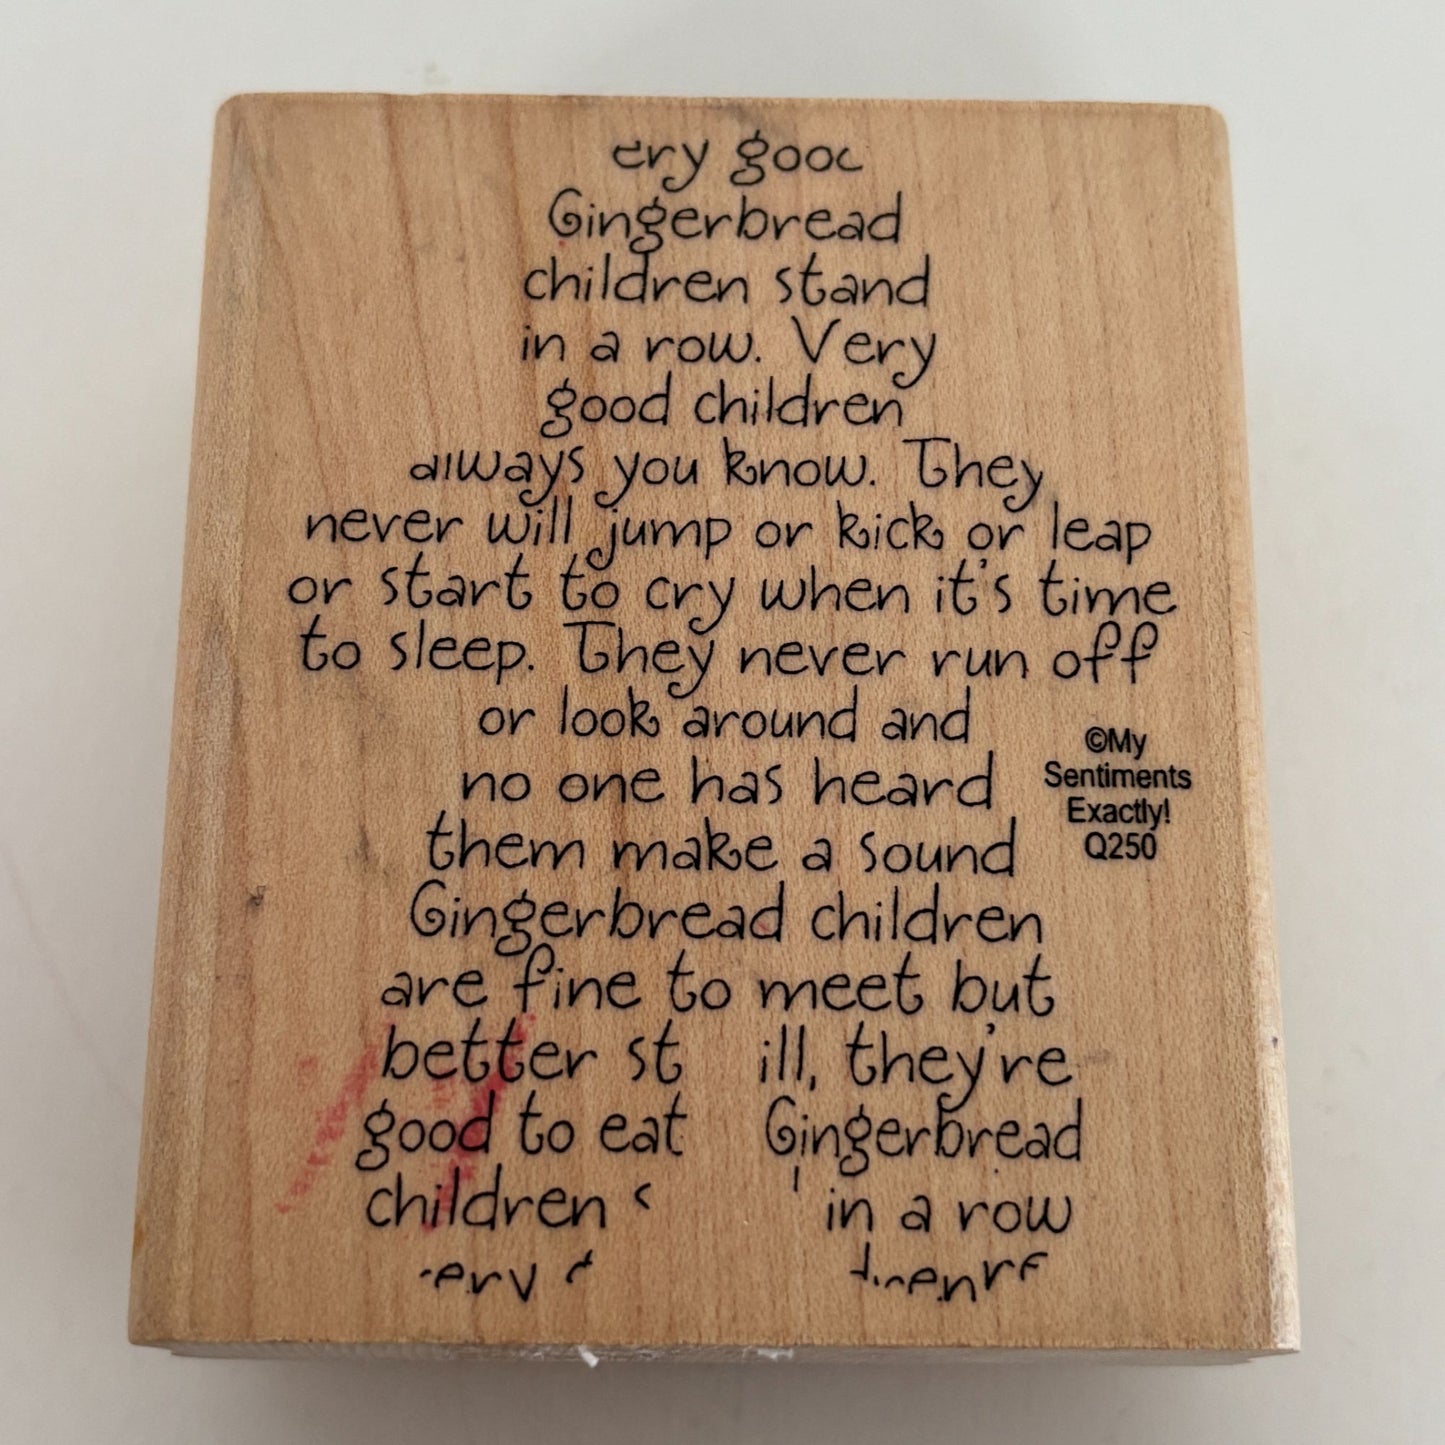 ery good
Gingerbread
children stand
in a row. Very
good children
always you know. They
never will jump or kick or leap
or start to cry when it's time
to sleep. They never run off
or look around and
no one has heard
them make a sound
Gingerbread children
are fine to meet but
better st ill, they're
good to eat Gingerbread
children in a row
©My
Sentiments
Exactly!
Q250